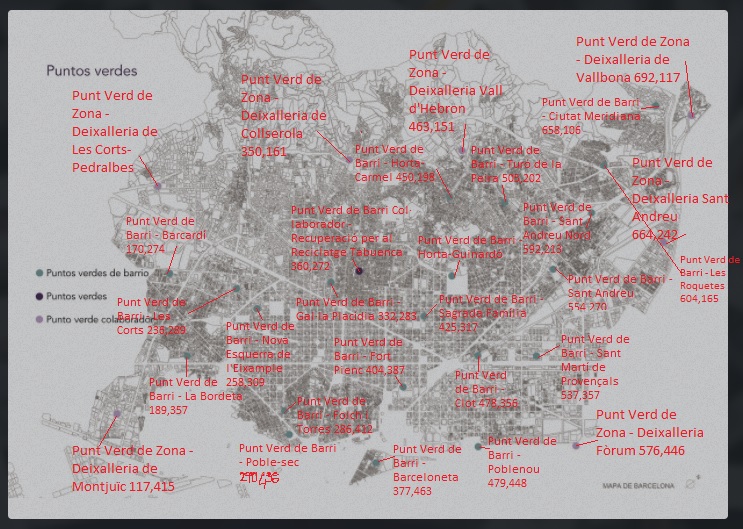 Puntos verdes
Punt Verd de
Zona -
Deixalleria de
Les Corts-
Pedralbes
Punt Verd de
Zona -
Deixalleria de
Collserola
350,161
Punt Verd de
Zona -
Deixalleria Vall
d'Hebron
463,151
Punt Verd de Zona
- Deixalleria de
Vallbona 692,117
Punt Verd de Barri
- Ciutat Meridiana
658,106
Punt Verd de
Barri - Horta-
Carmel 450,198
Punt Verd de
Barri - Turo de la
Peira 505,202
Punt Verd de
Zona -
Deixalleria Sant
Andreu
664,242
Punt Verd de
Barri - Barcardí
170,274
Punt Verd de Barri Col·
laborador -
Recuperació per al
Reciclatge Tabuenca
360,272
Punt Verd de Barri -
Horta-Guinardó
Punt Verd de
Barri - Sant
Andreu Nord
592,223
Punt Verd de
Barri -Les
Roquetes
604,165
Puntos verdes de barrio
Puntos verdes
Punto verde colaborador
Punt Verd de
Barri - Les
Corts 236,289
Punt Verd de Barri -
Gal·la Placidia 332,283
Punt Verd de Barri -
Sagrada Família
425,317
Punt Verd de Barri -
Sant Andreu
554,270
Punt Verd de
Barri - Nova
Esquerra de
l'Eixample
258,309
Punt Verd de
Barri - Fort
Pienc 404,387
Punt Verd de
Barri - Sant
Martí de
Provençals
537,357
Punt Verd de
Barri - La Bordeta
189,357
Punt Verd
de Barri -
Clot 478,356
Punt Verd de
Barri - Folch i
Torres 286,412
Punt Verd de
Zona - Deixalleria
Fòrum 576,446
Punt Verd de Zona -
Deixalleria de
Montjuïc 117,415
Punt Verd de Barri
- Poble-sec
Punt Verd de
Barri -
Barceloneta
377,463
Punt Verd de
Barri -
Poblenou
479,448
MAPA DE BARCELONA